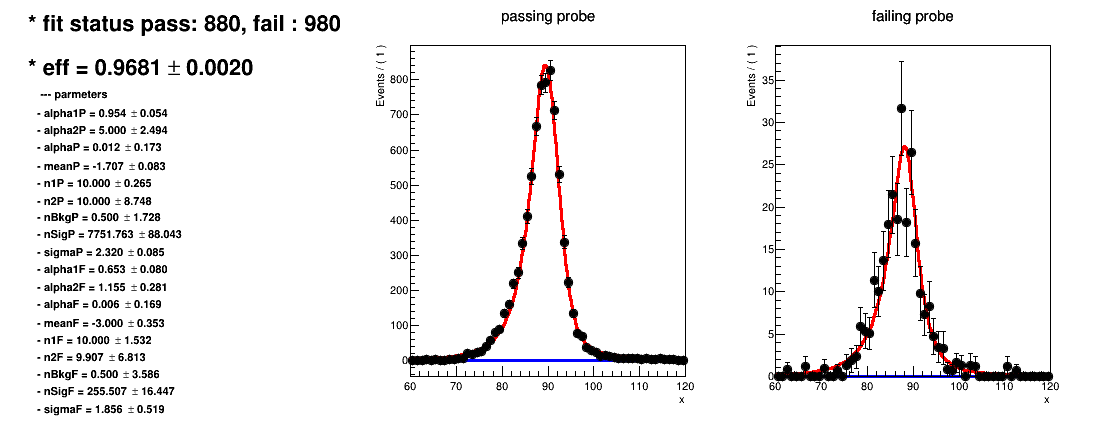 * fit status pass: 880, fail : 980
* eff = 0.9681 ± 0.0020
--- parmeters
- alpha1P = 0.954 ± 0.054
- alpha2P = 5.000 ± 2.494
- alphaP = 0.012 ± 0.173
- meanP = -1.707 ± 0.083
- n1P = 10.000 ± 0.265
- n2P = 10.000 ± 8.748
- nBkgP = 0.500 ± 1.728
- nSigP = 7751.763 ± 88.043
- sigmaP = 2.320 ± 0.085
- alpha1F = 0.653 ± 0.080
- alpha2F = 1.155 ± 0.281
- alphaF = 0.006 ± 0.169
- meanF = -3.000 ± 0.353
- n1F = 10.000 ± 1.532
- n2F = 9.907 ± 6.813
- nBkgF = 0.500 ± 3.586
- nSigF = 255.507 ± 16.447
- sigmaF = 1.856 ± 0.519
passing probe
Events / ( 1 )
800
700
600
500
400
300
200
100
0
60 70 80 90 100 110 120
x
failing probe
Events / ( 1 )
35
30
25
20
15
10
5
0
60 70 80 90 100 110 120
x